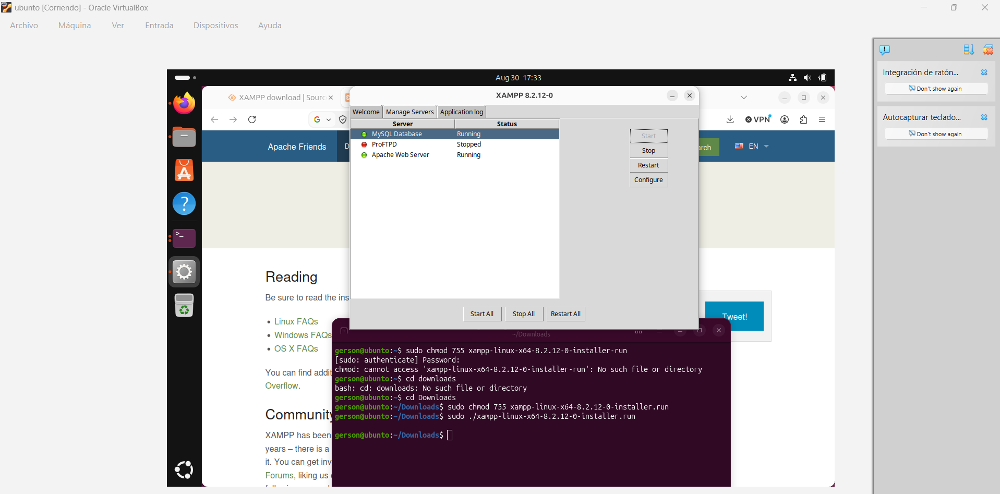 ubunto [Corriendo] - Oracle VirtualBox
Archivo Máquina Ver Entrada Dispositivos Ayuda
Integración de ratón...
Don't show again
Autocapturar teclado...
Don't show again
Aug 30 17:33
XAMPP download | Sourc
VPN
Apache Friends
D
arch
EN
XAMPP 8.2.12-0
Welcome Manage Servers Application log
Server Status
MySQL Database Running
ProFTPD Stopped
Apache Web Server Running
Start
Stop
Restart
Configure
Start All Stop All Restart All
Reading
Be sure to read the ins
Linux FAQs
Windows FAQs
OS X FAQs
You can find addit
Overflow.
Community
XAMPP has been
years – there is a
it. You can get inv
Forums, liking us
Tweet!
~/Downloads
gerson@ubunto:~$ sudo chmod 755 xampp-linux-x64-8.2.12-0-installer-run
[sudo: authenticate] Password:
chmod: cannot access 'xampp-linux-x64-8.2.12-0-installer-run': No such file or directory
gerson@ubunto:~$ cd downloads
bash: cd: downloads: No such file or directory
gerson@ubunto:~$ cd Downloads
gerson@ubunto:~/Downloads$ sudo chmod 755 xampp-linux-x64-8.2.12-0-installer.run
gerson@ubunto:~/Downloads$ sudo ./xampp-linux-x64-8.2.12-0-installer.run
gerson@ubunto:~/Downloads$